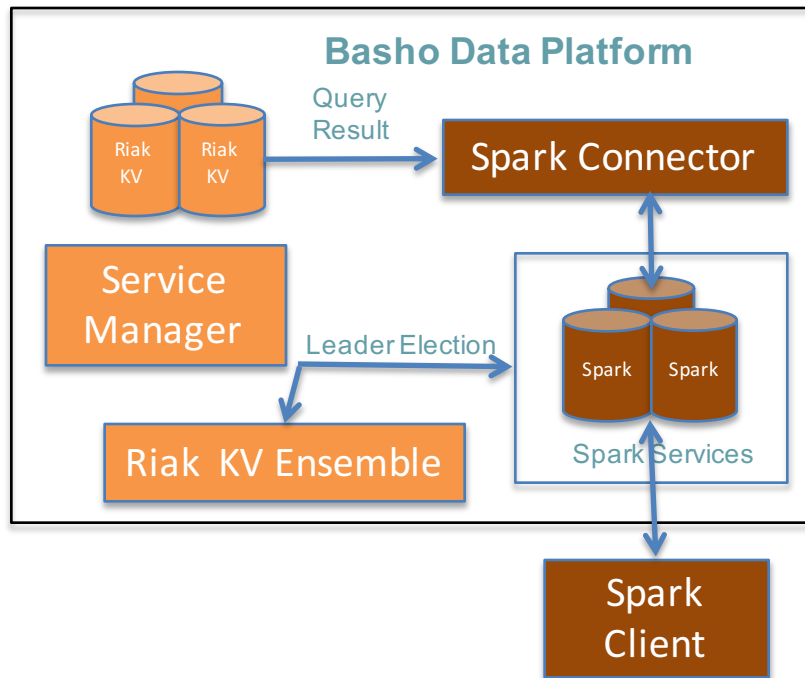 Basho Data Platform
Query
Result
Riak
KV
Riak
KV
Spark Connector
Service
Manager
Leader Election
Spark
Spark
Riak KV Ensemble
Spark Services
Spark
Client